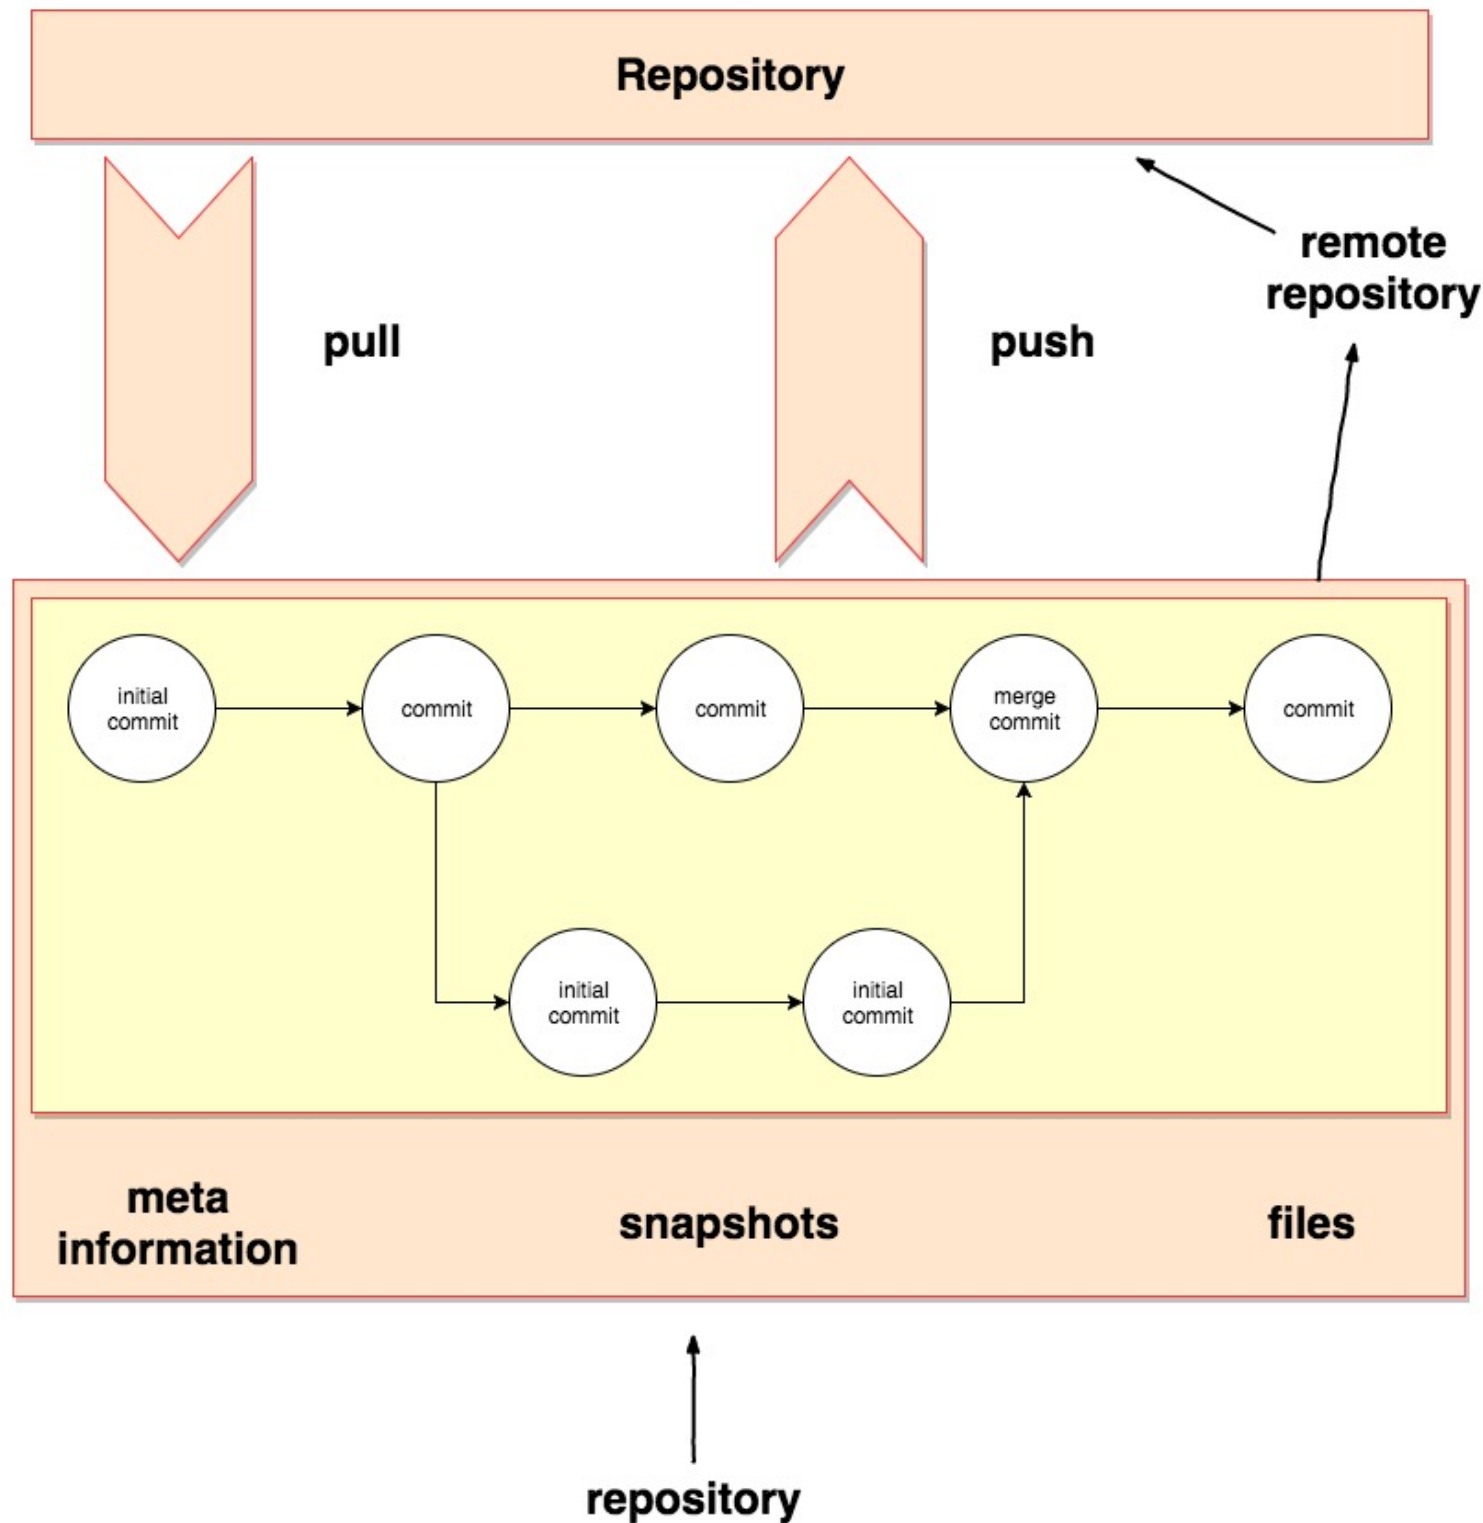 Repository
remote
repository
pull
push
initial
commit
commit
commit
merge
commit
commit
initial
commit
initial
commit
meta
information
snapshots
files
repository